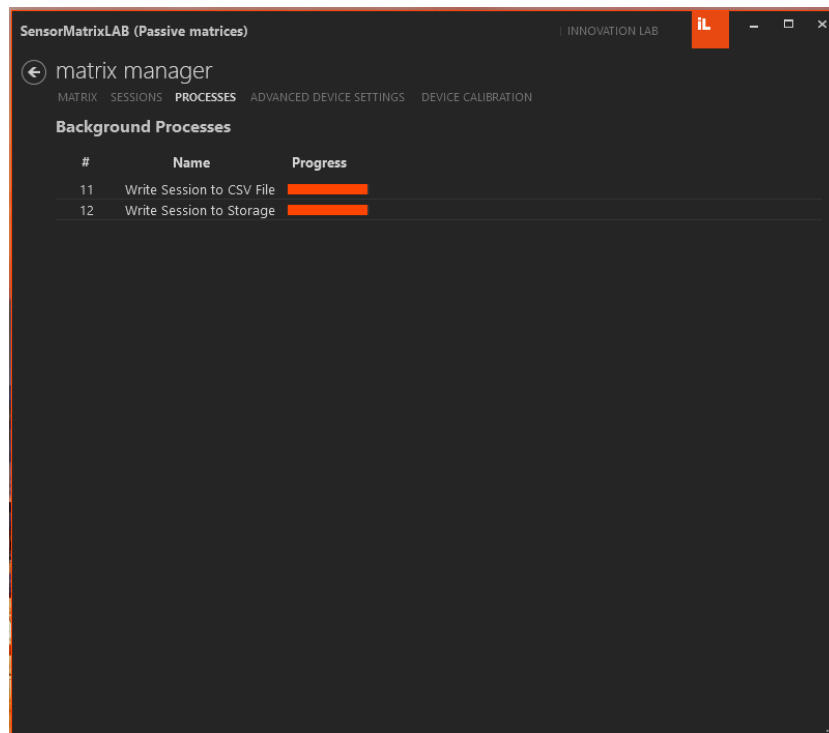 SensorMatrixLAB (Passive matrices) | INNOVATION LAB iL
matrix manager
MATRIX SESSIONS PROCESSES ADVANCED DEVICE SETTINGS DEVICE CALIBRATION
Background Processes
# Name Progress
11 Write Session to CSV File
12 Write Session to Storage